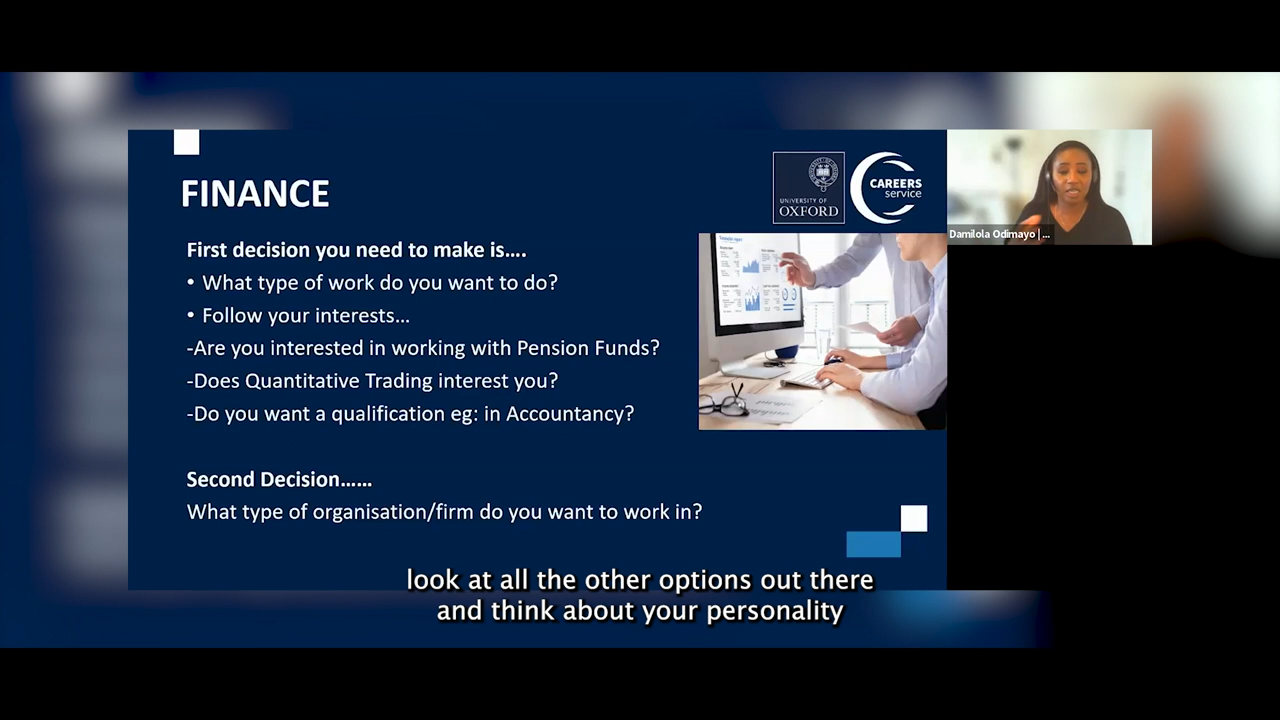 FINANCE
UNIVERSITY OF
OXFORD
CAREERS
service
First decision you need to make is....
• What type of work do you want to do?
• Follow your interests...
-Are you interested in working with Pension Funds?
-Does Quantitative Trading interest you?
-Do you want a qualification eg: in Accountancy?
Second Decision......
What type of organisation/firm do you want to work in?
Damilola Odimayo | ...
look at all the other options out there
and think about your personality